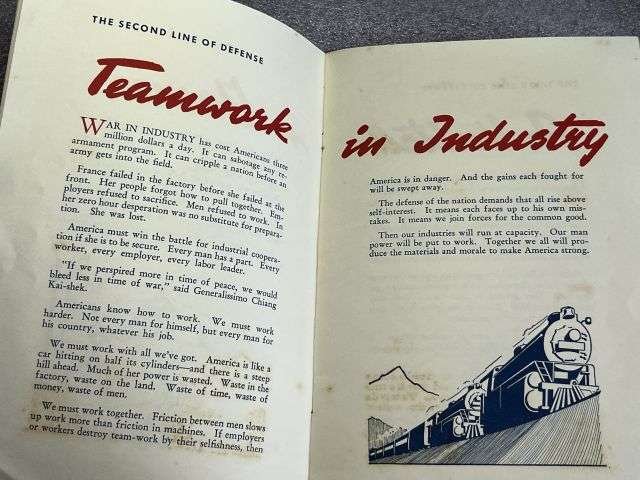 THE SECOND LINE OF DEFENSE
Teamwork
WAR IN INDUSTRY has cost Americans three
million dollars a day. It can sabotage any re-
armament program. It can cripple a nation before an
army gets into the field.
France failed in the factory before she failed at the
front. Her people forgot how to pull together. Em-
ployers refused to sacrifice. Men refused to work. In
her zero hour desperation was no substitute for prepara-
tion. She was lost.
America must win the battle for industrial coopera-
tion if she is to be secure. Every man has a part. Every
worker, every employer, every labor leader.
"If we perspired more in time of peace, we would
bleed less in time of war," said Generalissimo Chiang
Kai-shek.
Americans know how to work. We must work
harder. Not every man for himself, but every man for
his country, whatever his job.
We must work with all we've got. America is like a
car hitting on half its cylinders—and there is a steep
hill ahead. Much of her power is wasted. Waste in the
factory, waste on the land. Waste of time, waste of
money, waste of men.
We must work together. Friction between men slows
up work more than friction in machines. If employers
or workers destroy team-work by their selfishness, then
in Industry
America is in danger. And the gains each fought for
will be swept away.
The defense of the nation demands that all rise above
self-interest. It means each faces up to his own mis-
takes. It means we join forces for the common good.
Then our industries will run at capacity. Our man
power will be put to work. Together we all will pro-
duce the materials and morale to make America strong.